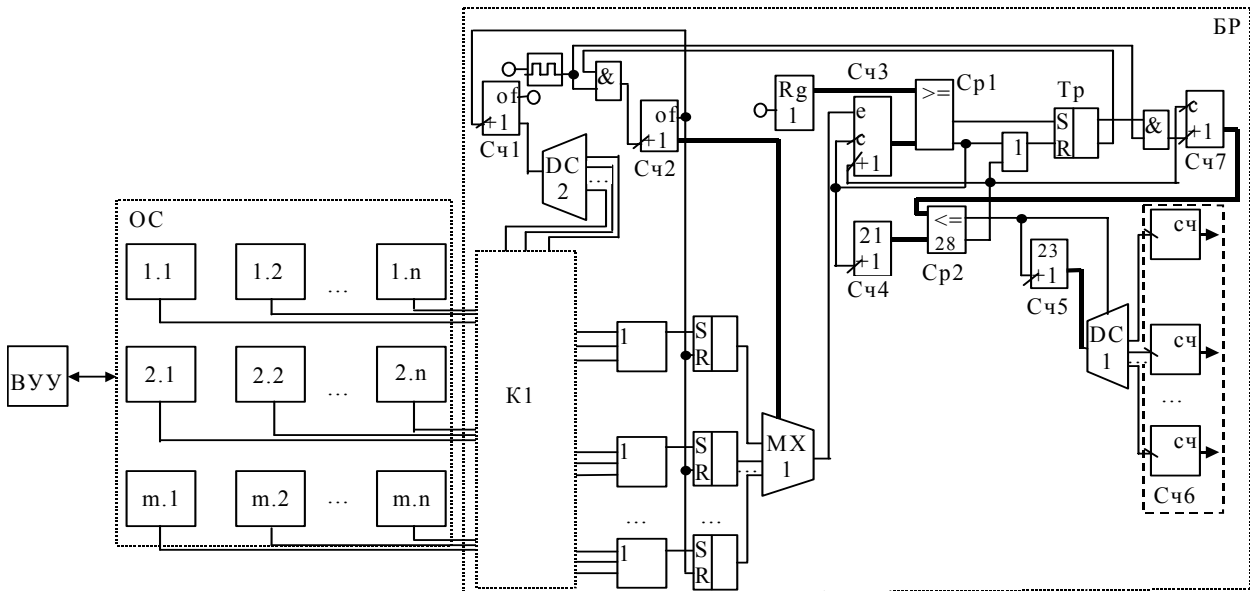 БР
ОС
ВУУ
1.1
1.2
...
1.n
2.1
2.2
...
2.n
m.1
m.2
...
m.n
К1
of
+1
Сч1
DC
2
...
&
of
+1
Сч2
1
S
R
1
S
R
...
...
1
S
R
MX
1
...
Rg
1
Сч3
e
c
+1
>=
Ср1
Тр
S
R
1
&
c
+1
Сч7
21
+1
Сч4
<=
28
Ср2
23
+1
Сч5
DC
1
...
сч
сч
...
сч
Сч6